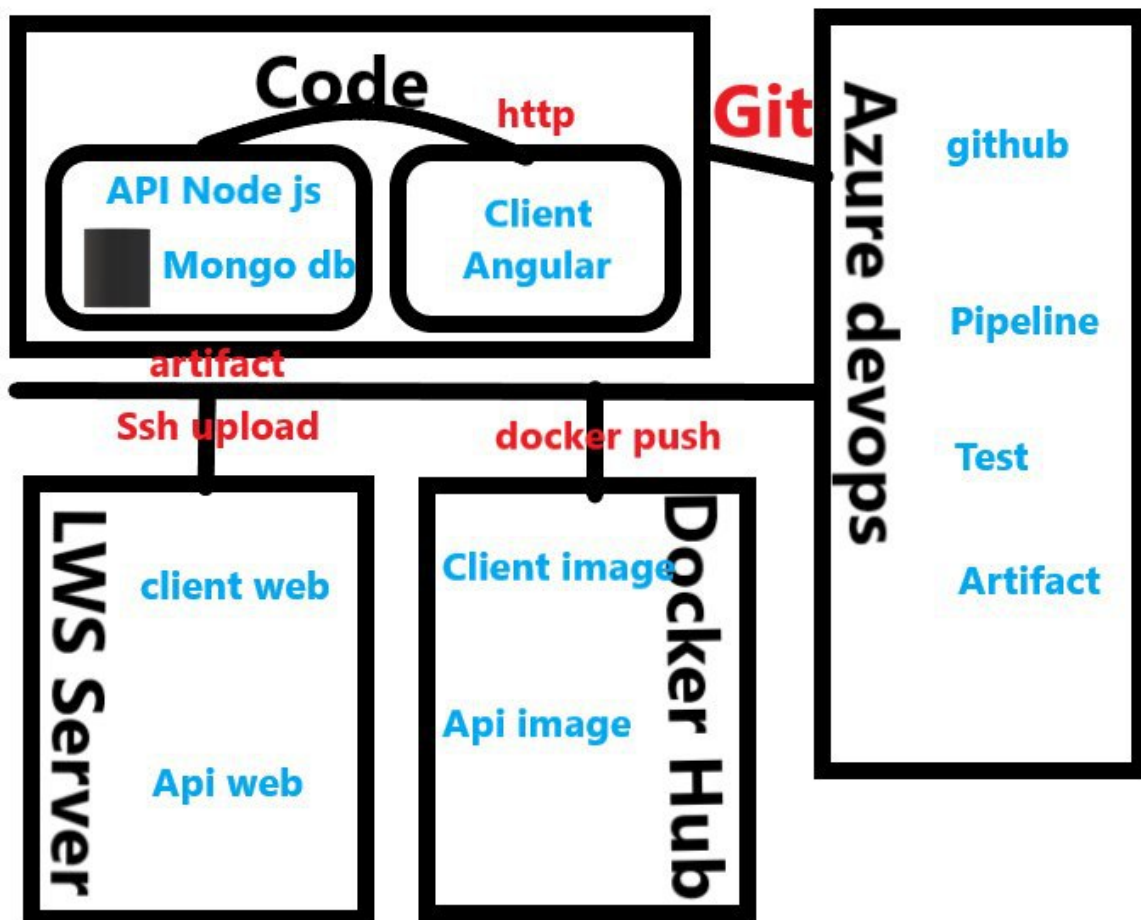 Code
http
API Node js
Mongo db
Client
Angular
Git
Azure devops
github
Pipeline
Test
Artifact
artifact
Ssh upload
docker push
LWS Server
client web
Api web
Docker Hub
Client image
Api image